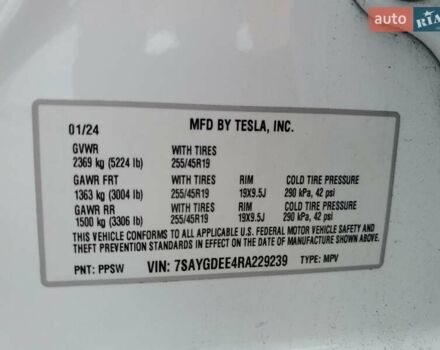 auto RIA
01/24 MFD BY TESLA, INC.
GVWR WITH TIRES
2369 kg (5224 lb) 255/45R19
GAWR FRT WITH TIRES RIM COLD TIRE PRESSURE
1363 kg (3004 lb) 255/45R19 19X9.5J 290 kPa, 42 psi
GAWR RR WITH TIRES RIM COLD TIRE PRESSURE
1500 kg (3306 lb) 255/45R19 19X9.5J 290 kPa, 42 psi
THIS VEHICLE CONFORMS TO ALL APPLICABLE U.S. FEDERAL MOTOR VEHICLE SAFETY AND
THEFT PREVENTION STANDARDS IN EFFECT ON THE DATE OF MANUFACTURE SHOWN ABOVE.
PNT: PPSW VIN: 7SAYGDEE4RA229239 TYPE: MPV